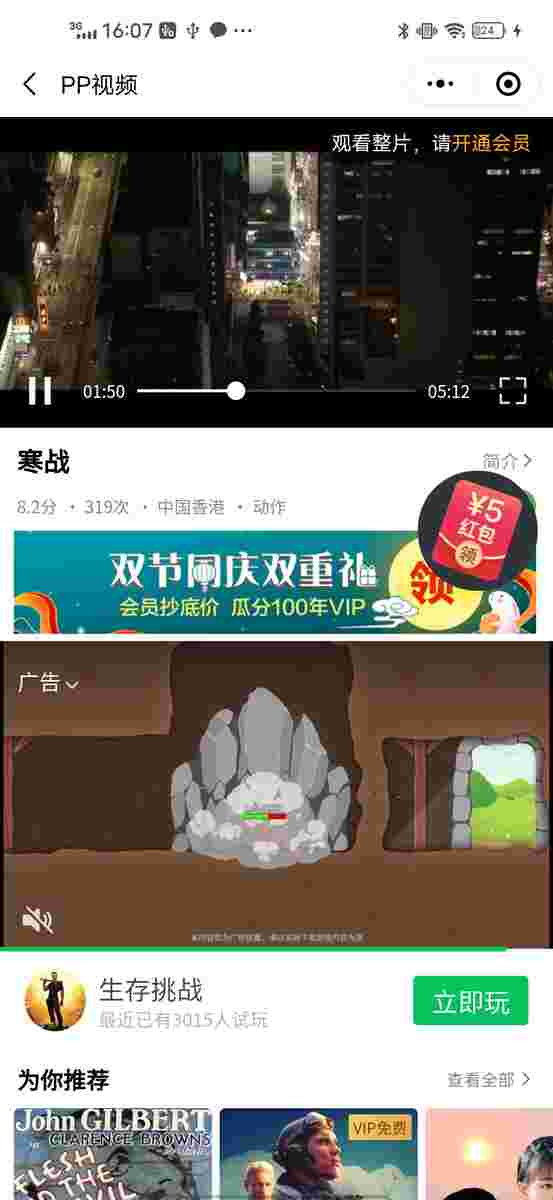 3G 16:07 24
PP视频
观看整片，请开通会员
01:50 05:12
寒战
简介
8.2分 · 319次 · 中国香港 · 动作
¥5
红包
领
双节同庆双重礼
会员抄底价 瓜分100年VIP
领
广告
生存挑战
最近已有3015人试玩
立即玩
为你推荐
查看全部
John GILBERT
CLARENCE BROWN'S
FLESH
VIP免费